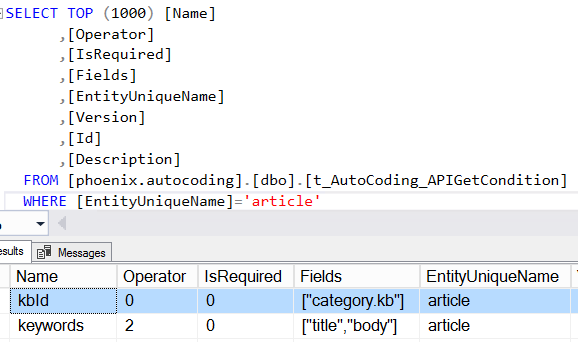 SELECT TOP (1000) [Name]
,[Operator]
,[IsRequired]
,[Fields]
,[EntityUniqueName]
,[Version]
,[Id]
,[Description]
FROM [phoenix.autocoding].[dbo].[t_AutoCoding_APIGetCondition]
WHERE [EntityUniqueName]='article'
esults Messages
Name Operator IsRequired Fields EntityUniqueName
kbId 0 0 ["category.kb"] article
keywords 2 0 ["title","body"] article